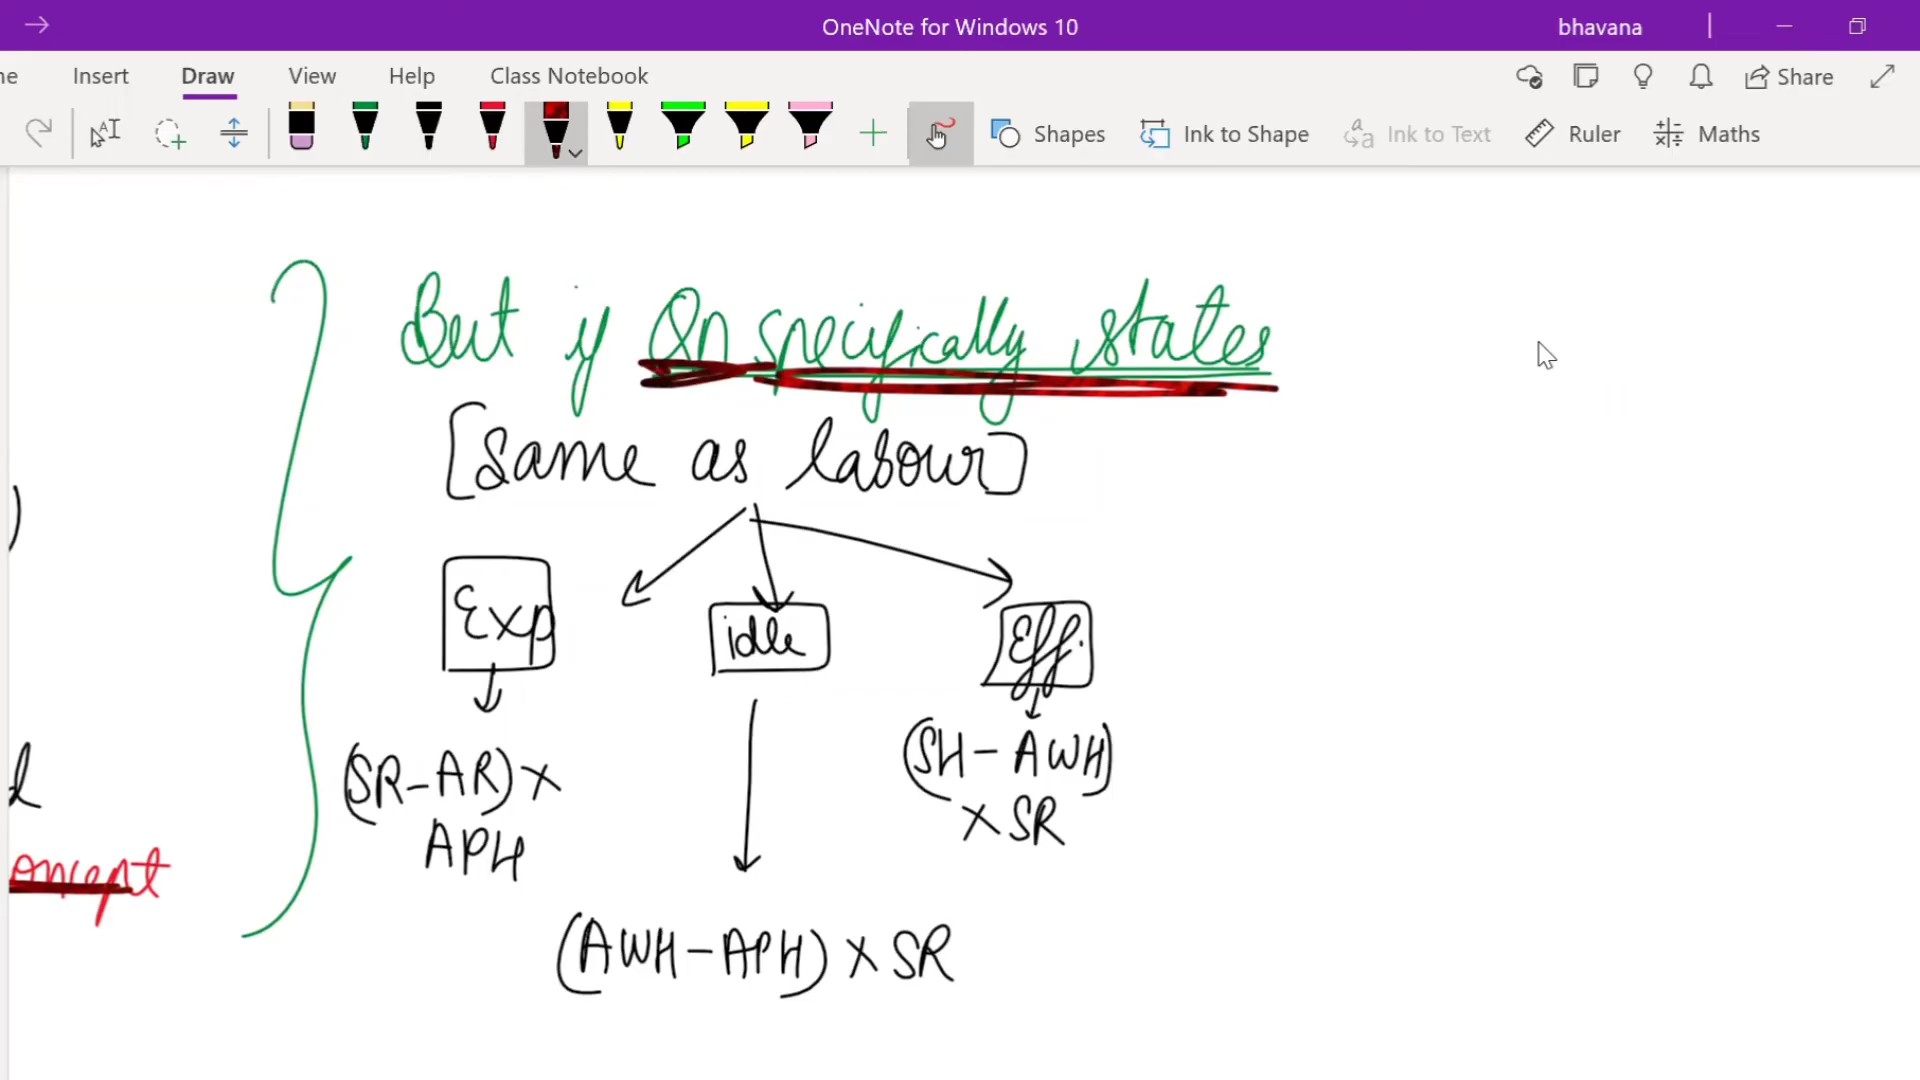 OneNote for Windows 10
bhavana
Insert Draw View Help Class Notebook
Share
Shapes Ink to Shape Ink to Text Ruler Maths
But if Qn specifically states
[Same as labour]
Exp
idle
Eff.
(SR-AR) x
APH
(SH - AWH)
x SR
oncept
(AWH-APH) x SR